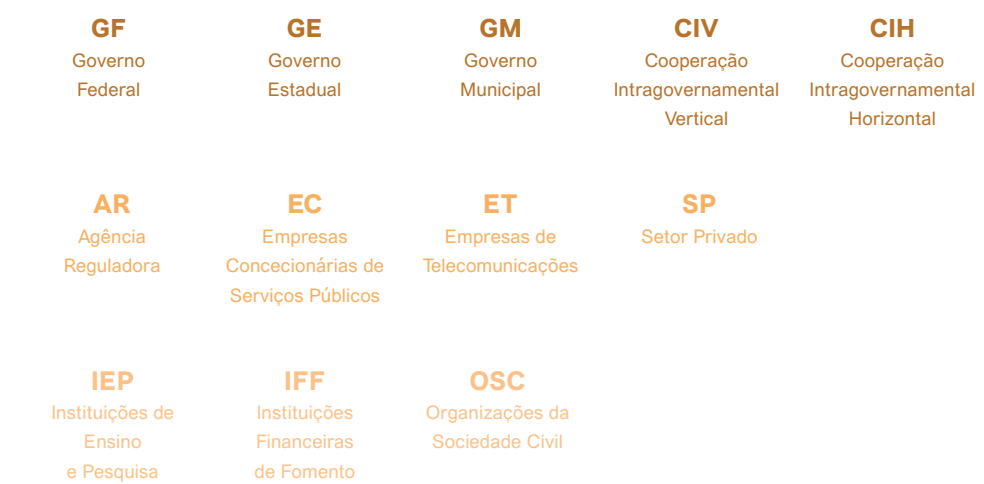 GF
Governo
Federal
GE
Governo
Estadual
GM
Governo
Municipal
CIV
Cooperação
Intragovernamental
Vertical
CIH
Cooperação
Intragovernamental
Horizontal
AR
Agência
Reguladora
EC
Empresas
Concecionárias de
Serviços Públicos
ET
Empresas de
Telecomunicações
SP
Setor Privado
IEP
Instituições de
Ensino
e Pesquisa
IFF
Instituições
Financeiras
de Fomento
OSC
Organizações da
Sociedade Civil